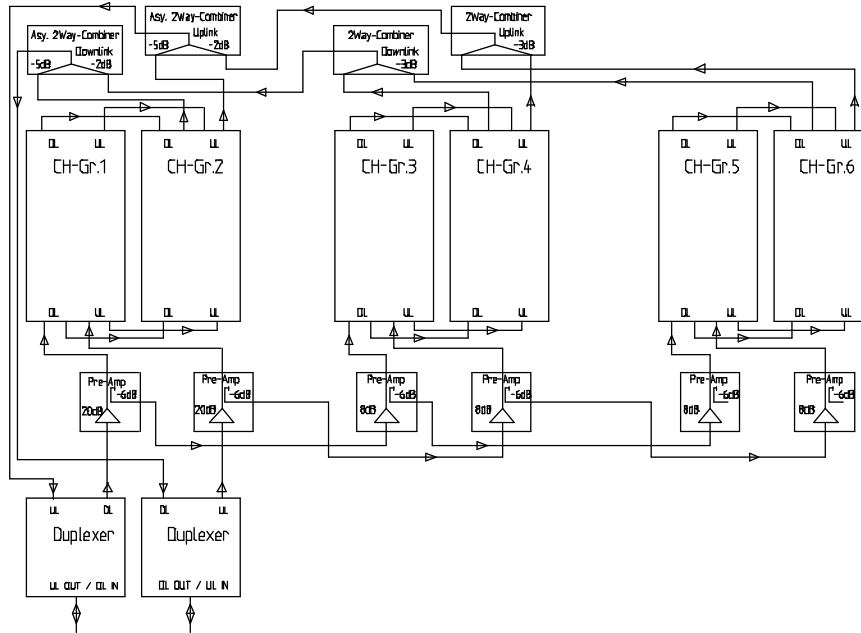 Asy. 2Way-Combiner
Uplink
-5dB -2dB
2Way-Combiner
Uplink
-3dB
Asy. 2Way-Combiner
Downlink
-5dB -2dB
2Way-Combiner
Downlink
-3dB
DL UL DL UL DL UL DL UL DL UL DL UL
CH-Gr.1 CH-Gr.2 CH-Gr.3 CH-Gr.4 CH-Gr.5 CH-Gr.6
DL UL DL UL DL UL DL UL DL UL DL UL
Pre-Amp Pre-Amp Pre-Amp Pre-Amp Pre-Amp Pre-Amp
-6dB -6dB -6dB -6dB -6dB -6dB
20dB 20dB 8dB 8dB 8dB 8dB
UL DL DL UL
Duplexer Duplexer
UL OUT / DL IN DL OUT / UL IN